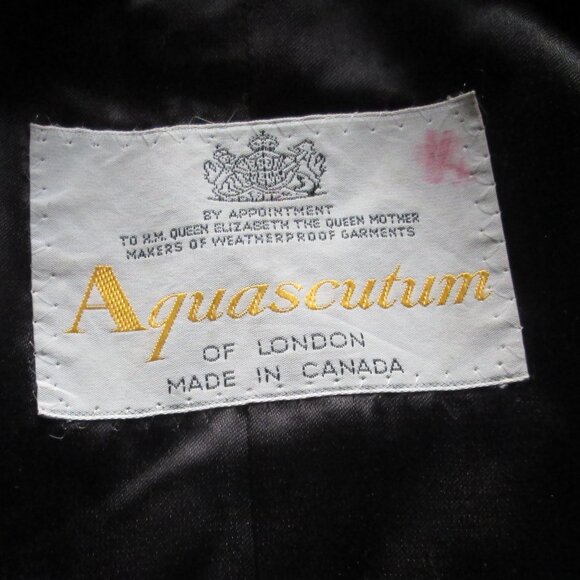 BY APPOINTMENT
TO H.M. QUEEN ELIZABETH THE QUEEN MOTHER
MAKERS OF WEATHERPROOF GARMENTS
Aquascutum
OF LONDON
MADE IN CANADA